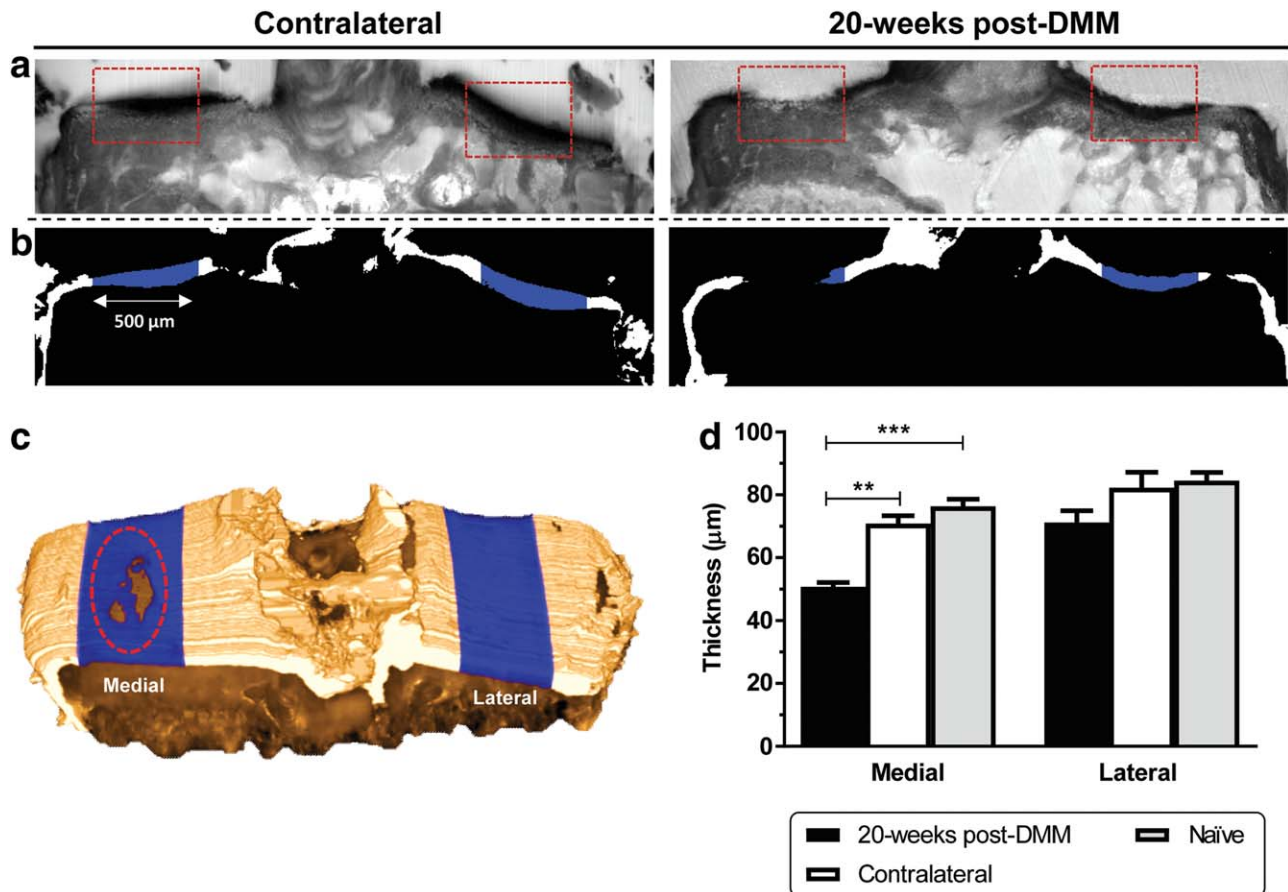 Contralateral
20-weeks post-DMM
a
b
500 µm
c
Medial
Lateral
d
***
**
Thickness (µm)
100
80
60
40
20
0
Medial
Lateral
20-weeks post-DMM
Naïve
Contralateral